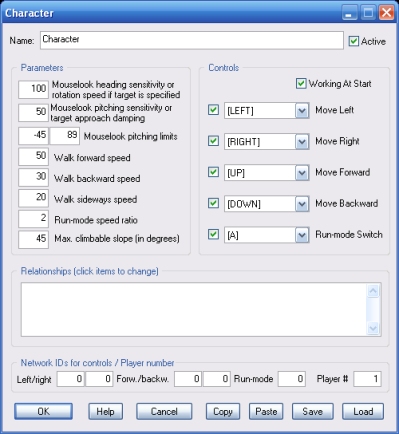 Character
Name: Character Active
Parameters
100 Mouselook heading sensitivity or rotation speed if target is specified
50 Mouselook pitching sensitivity or target approach damping
-45 89 Mouselook pitching limits
50 Walk forward speed
30 Walk backward speed
20 Walk sideways speed
2 Run-mode speed ratio
45 Max. climbable slope (in degrees)
Controls
Working At Start
[LEFT] Move Left
[RIGHT] Move Right
[UP] Move Forward
[DOWN] Move Backward
[A] Run-mode Switch
Relationships (click items to change)
Network IDs for controls / Player number
Left/right 0 0 Forw./backw. 0 0 Run-mode 0 Player # 1
OK Help Cancel Copy Paste Save Load